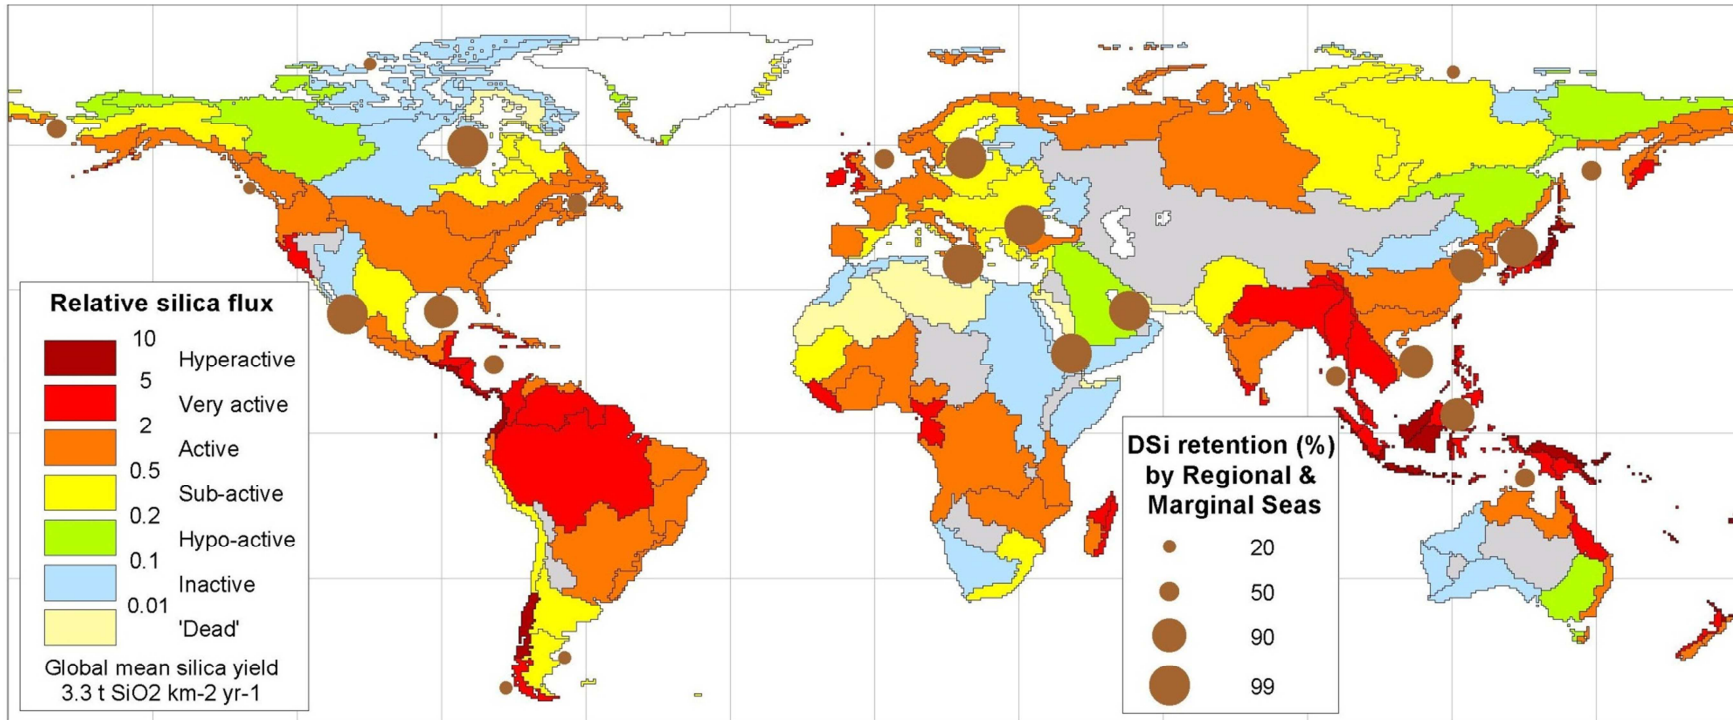 Relative silica flux
10
Hyperactive
5
Very active
2
Active
0.5
Sub-active
0.2
Hypo-active
0.1
Inactive
0.01
'Dead'
Global mean silica yield
3.3 t SiO2 km-2 yr-1
DSi retention (%)
by Regional &
Marginal Seas
20
50
90
99